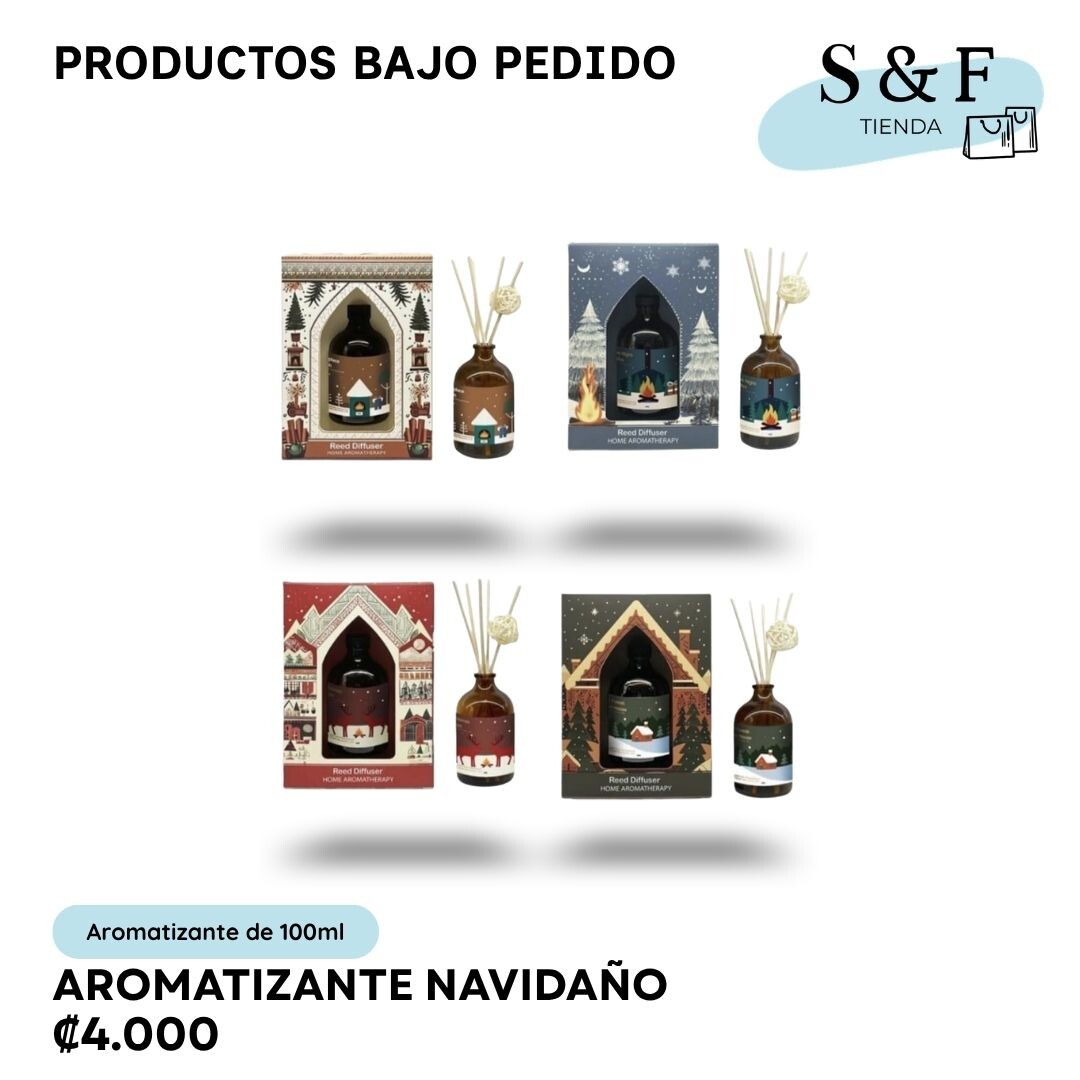 PRODUCTOS BAJO PEDIDO
S & F
TIENDA
Reed Diffuser
HOME AROMATHERAPY
Reed Diffuser
HOME AROMATHERAPY
Reed Diffuser
HOME AROMATHERAPY
Reed Diffuser
HOME AROMATHERAPY
Aromatizante de 100ml
AROMATIZANTE NAVIDAÑO
₡4.000